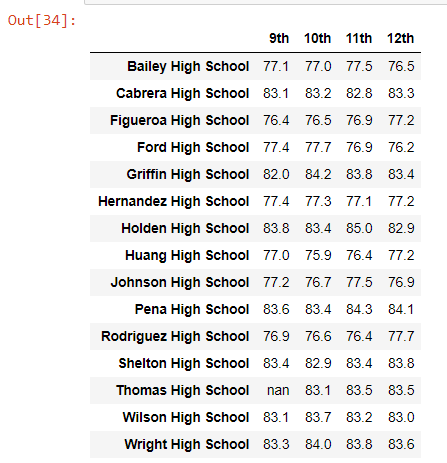 Out[34]:
9th 10th 11th 12th
Bailey High School 77.1 77.0 77.5 76.5
Cabrera High School 83.1 83.2 82.8 83.3
Figueroa High School 76.4 76.5 76.9 77.2
Ford High School 77.4 77.7 76.9 76.2
Griffin High School 82.0 84.2 83.8 83.4
Hernandez High School 77.4 77.3 77.1 77.2
Holden High School 83.8 83.4 85.0 82.9
Huang High School 77.0 75.9 76.4 77.2
Johnson High School 77.2 76.7 77.5 76.9
Pena High School 83.6 83.4 84.3 84.1
Rodriguez High School 76.9 76.6 76.4 77.7
Shelton High School 83.4 82.9 83.4 83.8
Thomas High School nan 83.1 83.5 83.5
Wilson High School 83.1 83.7 83.2 83.0
Wright High School 83.3 84.0 83.8 83.6